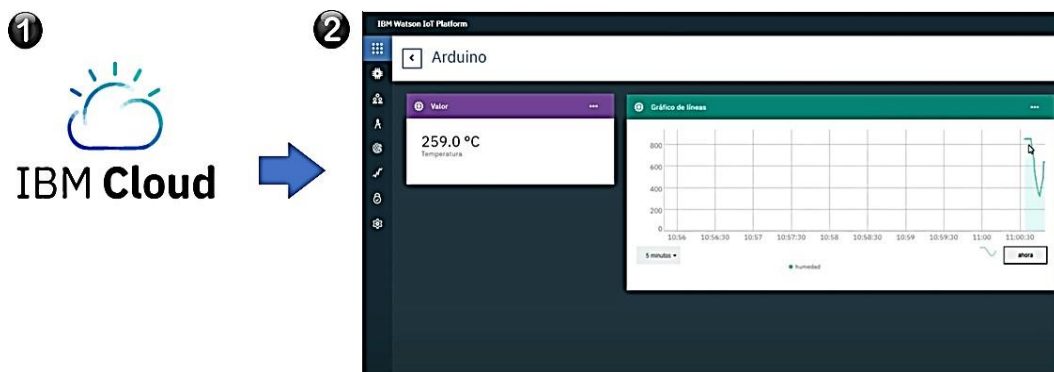 1
2
IBM Cloud
IBM Watson IoT Platform
Arduino
Valor
259.0 °C
Temperatura
Gráfico de líneas
800
600
400
200
0
10:56 10:56:30 10:57 10:57:30 10:58 10:58:30 10:59 10:59:30 11:00 11:00:30
5 minutos
ahora
humedad